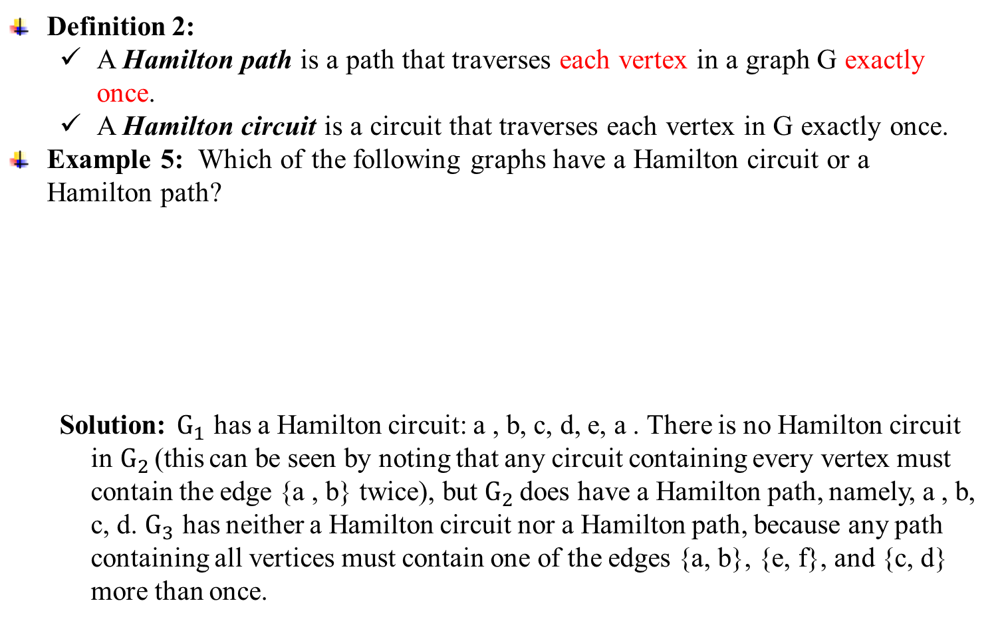 Definition 2:
✓ A Hamilton path is a path that traverses each vertex in a graph G exactly
once.
✓ A Hamilton circuit is a circuit that traverses each vertex in G exactly once.
Example 5: Which of the following graphs have a Hamilton circuit or a
Hamilton path?
Solution: G₁ has a Hamilton circuit: a , b, c, d, e, a . There is no Hamilton circuit
in G₂ (this can be seen by noting that any circuit containing every vertex must
contain the edge {a , b} twice), but G₂ does have a Hamilton path, namely, a , b,
c, d. G₃ has neither a Hamilton circuit nor a Hamilton path, because any path
containing all vertices must contain one of the edges {a, b}, {e, f}, and {c, d}
more than once.